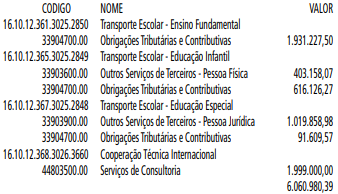 CODIGO NOME VALOR
16.10.12.361.3025.2850 Transporte Escolar - Ensino Fundamental
33904700.00 Obrigações Tributárias e Contributivas 1.931.227,50
16.10.12.365.3025.2849 Transporte Escolar - Educação Infantil
33903600.00 Outros Serviços de Terceiros - Pessoa Física 403.158,07
33904700.00 Obrigações Tributárias e Contributivas 616.126,27
16.10.12.367.3025.2848 Transporte Escolar - Educação Especial
33903900.00 Outros Serviços de Terceiros - Pessoa Jurídica 1.019.858,98
33904700.00 Obrigações Tributárias e Contributivas 91.609,57
16.10.12.368.3026.3660 Cooperação Técnica Internacional
44803500.00 Serviços de Consultoria 1.999.000,00
6.060.980,39